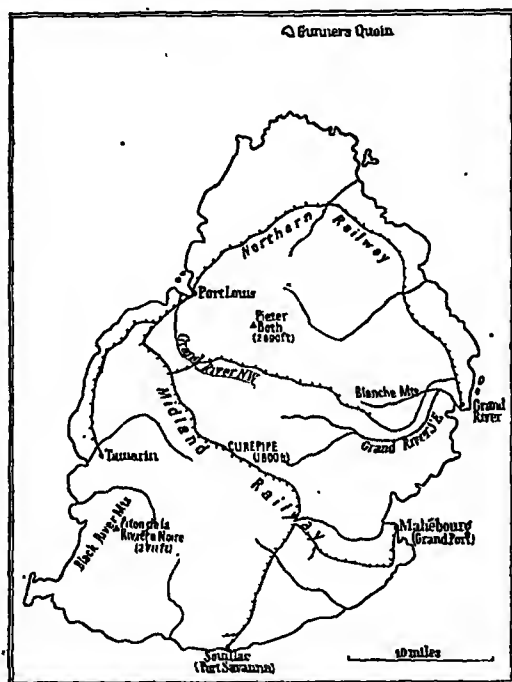 Gunners Quoin
Northern Railway
Port Louis
Pieter
Both
(2690ft)
Grand River N.W.
Midland Railway
Blanche Mts
Grand
River
Grand River S.E.
CUREPIPE
(1800ft)
Tamarin
Black River Mts
Piton de la
Rivière Noire
(2711ft)
Mahébourg
(Grand Port)
Souillac
(Port Savanne)
10 miles